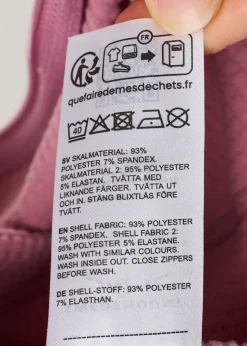 FR
quefairedemesdechets.fr
40
SV SKALMATERIAL: 93%
POLYESTER 7% SPANDEX.
SKALMATERIAL 2: 95% POLYESTER
5% ELASTAN. TVÄTTA MED
LIKNANDE FÄRGER. TVÄTTA UT
OCH IN. STÄNG BLIXTLÅS FÖRE
TVÄTT.
EN SHELL FABRIC: 93% POLYESTER
7% SPANDEX. SHELL FABRIC 2:
95% POLYESTER 5% ELASTANE.
WASH WITH SIMILAR COLOURS.
WASH INSIDE OUT. CLOSE ZIPPERS
BEFORE WASH.
DE SHELL-STOFF: 93% POLYESTER
7% ELASTHAN.